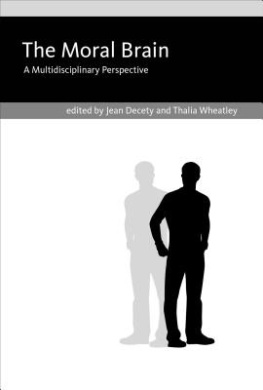 The Moral Brain
A Multidisciplinary Perspective
edited by Jean Decety and Thalia Wheatley